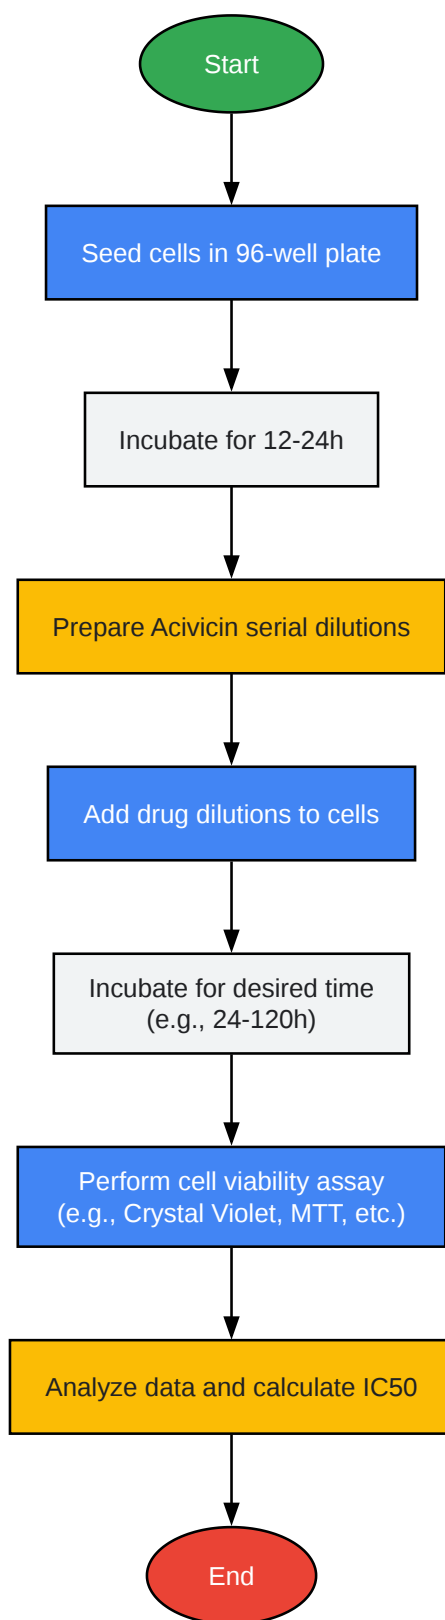 Start
Seed cells in 96-well plate
Incubate for 12-24h
Prepare Acivicin serial dilutions
Add drug dilutions to cells
Incubate for desired time
(e.g., 24-120h)
Perform cell viability assay
(e.g., Crystal Violet, MTT, etc.)
Analyze data and calculate IC50
End